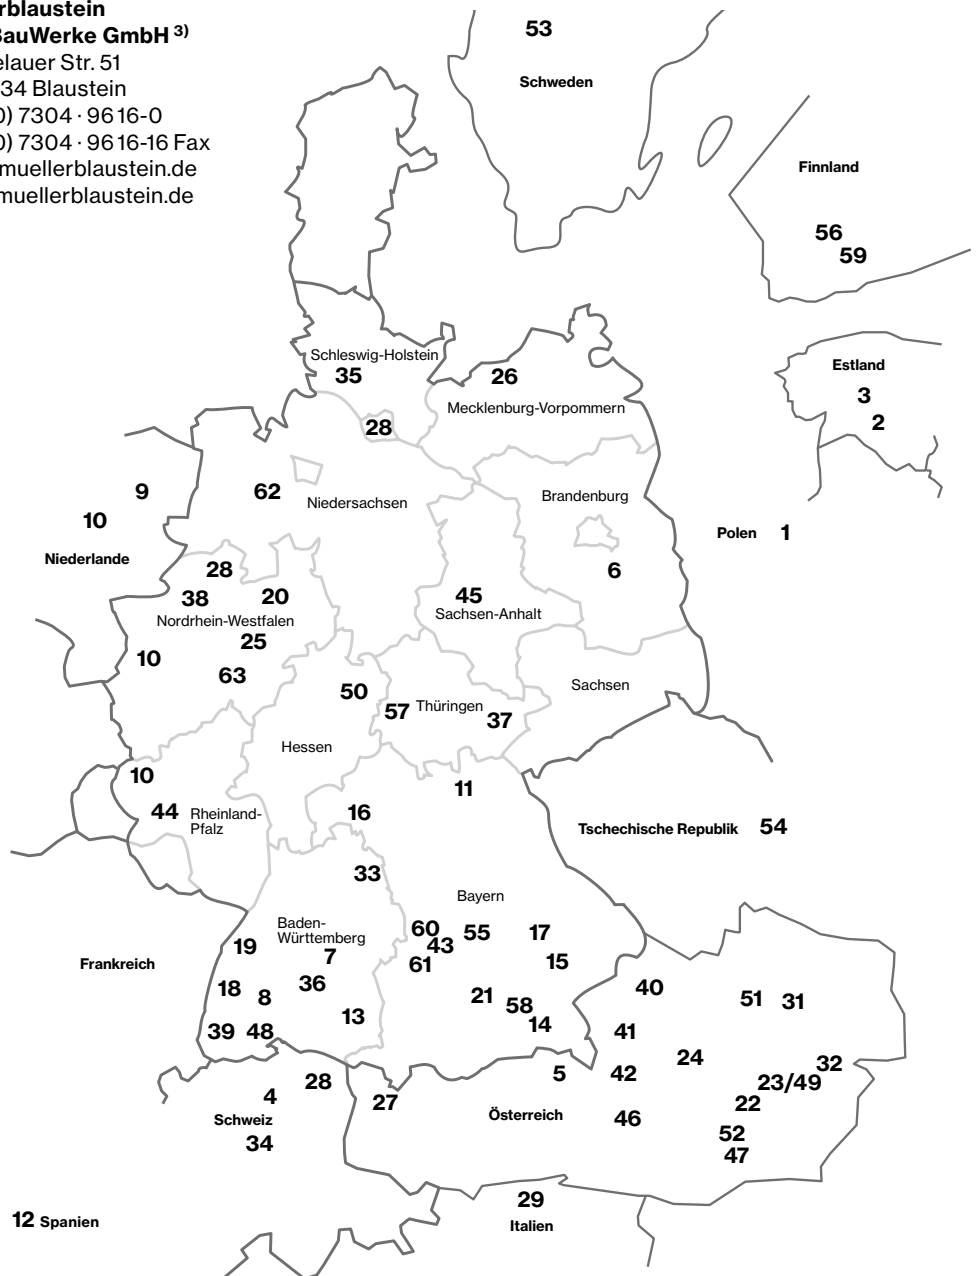 rblaustein
BauWerke GmbH 3)
elauer Str. 51
34 Blaustein
0) 7304 · 96 16-0
0) 7304 · 96 16-16 Fax
muellerblaustein.de
muellerblaustein.de
53
Schweden
Finnland
56
59
Schleswig-Holstein
35
26
Mecklenburg-Vorpommern
28
Estland
3
2
9
10
Niederlande
62
Niedersachsen
Brandenburg
6
Polen 1
28
38
20
Nordrhein-Westfalen
25
10
63
45
Sachsen-Anhalt
50
57
Thüringen
37
Sachsen
Hessen
10
44
Rheinland-
Pfalz
11
16
Tschechische Republik 54
33
Bayern
Baden-
Württemberg
7
19
36
18
8
13
39
48
60
43
61
55
17
15
21
58
14
Frankreich
40
51
31
41
24
32
42
23/49
22
5
Österreich
46
52
47
28
4
27
Schweiz
34
29
Italien
12 Spanien